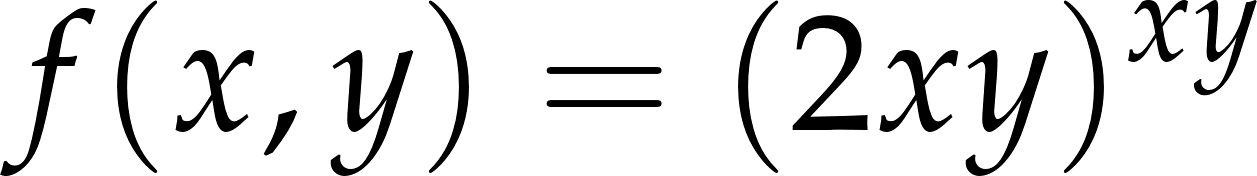 f(x, y) = (2xy)^{xy}